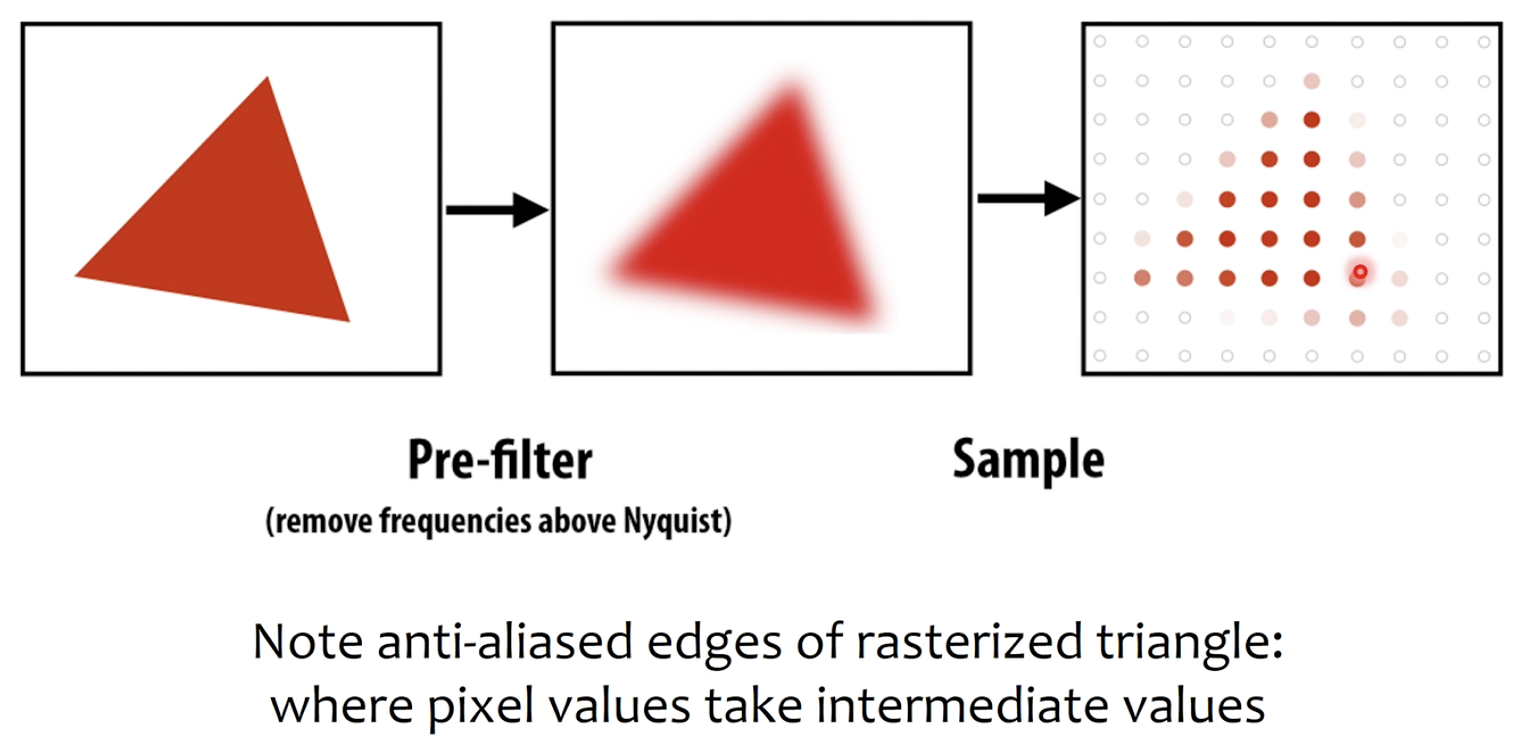 Pre-filter
Sample
(remove frequencies above Nyquist)
Note anti-aliased edges of rasterized triangle:
where pixel values take intermediate values